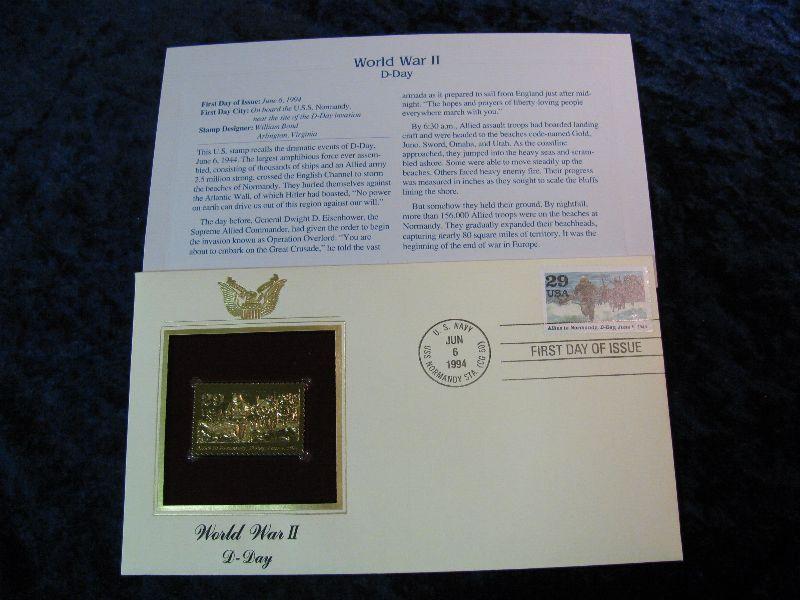 World War II
D-Day
First Day of Issue: June 6, 1994
First Day City: On board the U.S.S. Normandy,
near the site of the D-Day invasion
Stamp Designer: William Bond
Arlington, Virginia
This U.S. stamp recalls the dramatic events of D-Day,
June 6, 1944. The largest amphibious force ever assem-
bled, consisting of thousands of ships and an Allied army
2.5 million strong, crossed the English Channel to storm
the beaches of Normandy. They hurled themselves against
the Atlantic Wall, of which Hitler had boasted, "No power
on earth can drive us out of this region against our will."
The day before, General Dwight D. Eisenhower, the
Supreme Allied Commander, had given the order to begin
the invasion known as Operation Overlord. "You are
about to embark on the Great Crusade," he told the vast
armada as it prepared to sail from England just after mid-
night. "The hopes and prayers of liberty-loving people
everywhere march with you."
By 6:30 a.m., Allied assault troops had boarded landing
craft and were headed to the beaches code-named Gold,
Juno, Sword, Omaha, and Utah. As the coastline
approached, they jumped into the heavy seas and scram-
bled ashore. Some were able to move steadily up the
beaches. Others faced heavy enemy fire. Their progress
was measured in inches as they sought to scale the bluffs
lining the shore.
But somehow they held their ground. By nightfall,
more than 156,000 Allied troops were on the beaches at
Normandy. They gradually expanded their beachheads,
capturing nearly 80 square miles of territory. It was the
beginning of the end of war in Europe.
29
USA
Allies in Normandy, D-Day, June 6, 1944
U.S. NAVY
JUN
6
1994
USS NORMANDY STA. (CG 60)
FIRST DAY OF ISSUE
29
World War II
D-Day